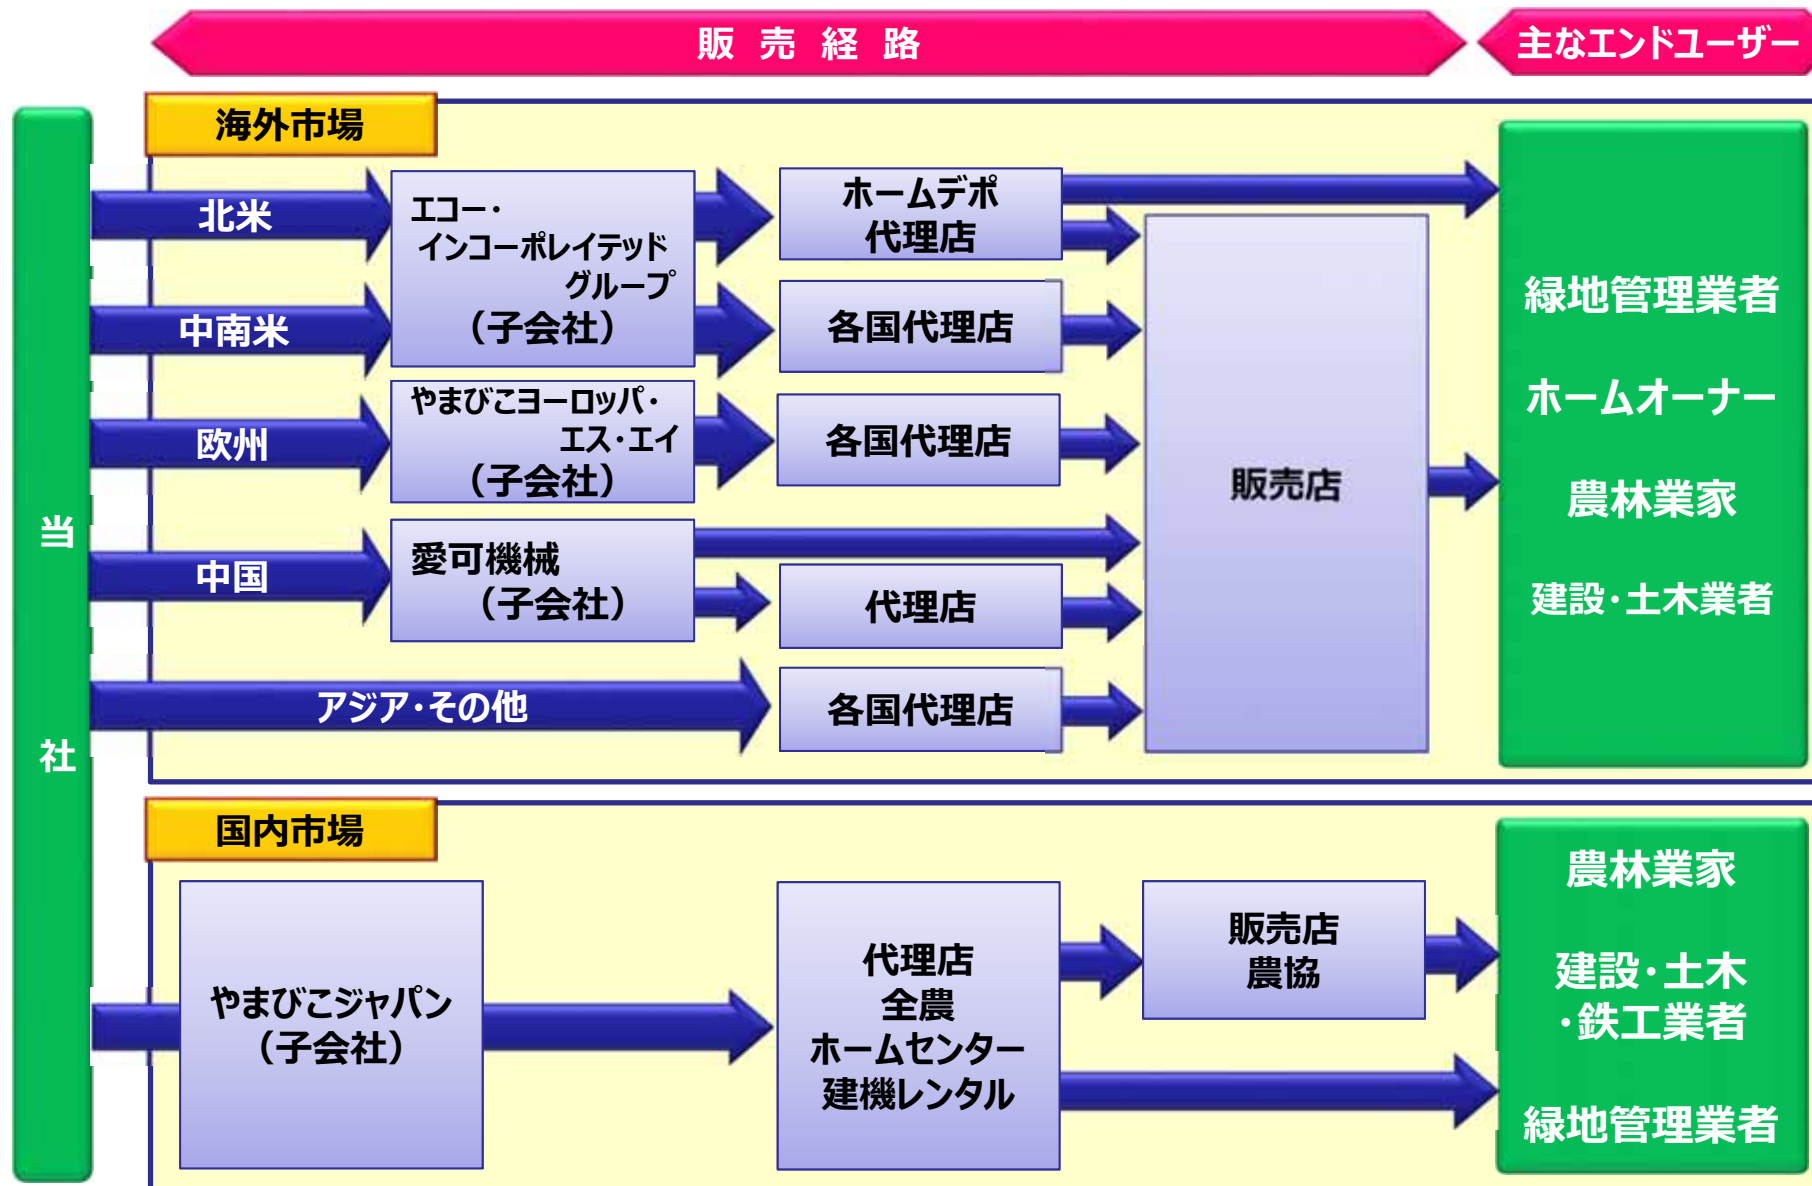 販売経路
主なエンドユーザー
海外市場
当社
北米
エコー・
インコーポレイテッド
グループ
（子会社）
ホームデポ
代理店
中南米
各国代理店
欧州
やまびこヨーロッパ・
エス・エイ
（子会社）
各国代理店
中国
愛可機械
（子会社）
代理店
アジア・その他
各国代理店
販売店
緑地管理業者
ホームオーナー
農林業家
建設・土木業者
国内市場
やまびこジャパン
（子会社）
代理店
全農
ホームセンター
建機レンタル
販売店
農協
農林業家
建設・土木
・鉄工業者
緑地管理業者